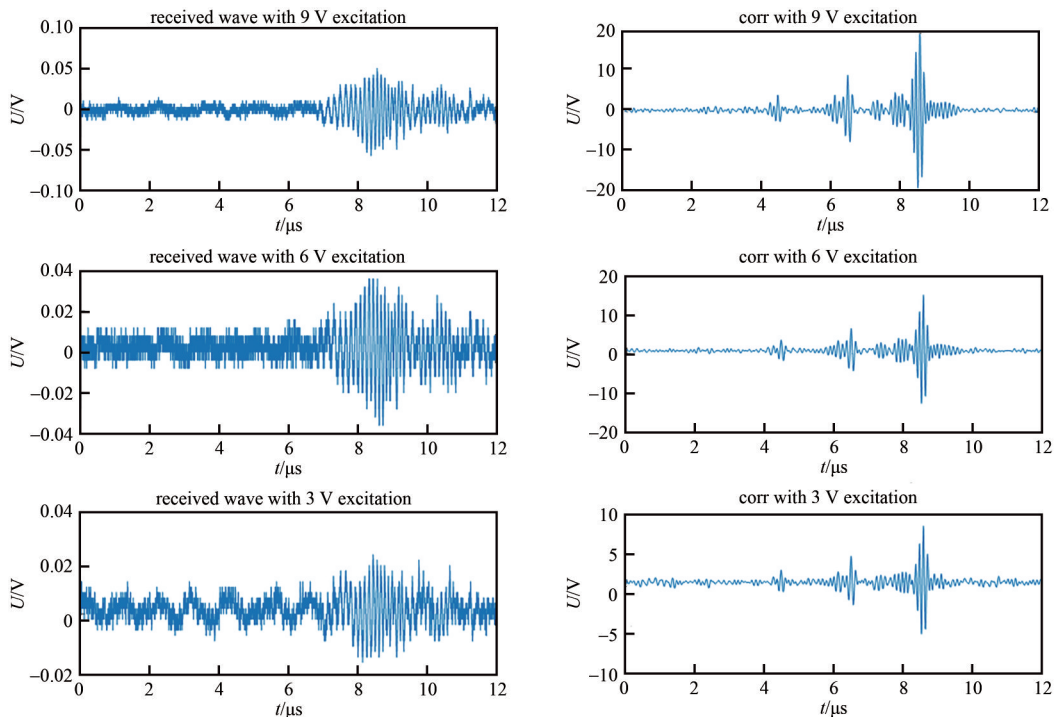 received wave with 9 V excitation
U/V
0.10
0.05
0
–0.05
–0.10
0 2 4 6 8 10 12
t/μs
corr with 9 V excitation
U/V
20
10
0
–10
–20
0 2 4 6 8 10 12
t/μs
received wave with 6 V excitation
U/V
0.04
0.02
0
–0.02
–0.04
0 2 4 6 8 10 12
t/μs
corr with 6 V excitation
U/V
20
10
0
–10
–20
0 2 4 6 8 10 12
t/μs
received wave with 3 V excitation
U/V
0.04
0.02
0
–0.02
0 2 4 6 8 10 12
t/μs
corr with 3 V excitation
U/V
10
5
0
–5
–10
0 2 4 6 8 10 12
t/μs